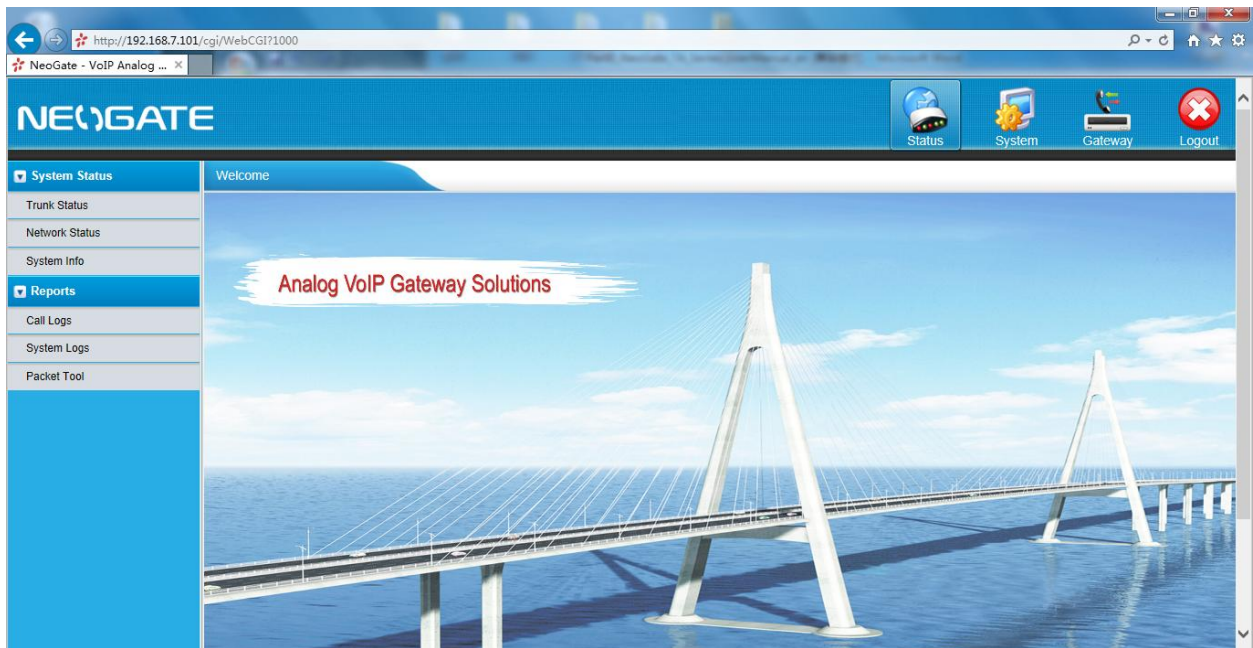 http://192.168.7.101/cgi/WebCGI?1000
NeoGate - VoIP Analog ...
NEOGATE
Status
System
Gateway
Logout
System Status
Welcome
Trunk Status
Network Status
System Info
Reports
Call Logs
System Logs
Packet Tool
Analog VoIP Gateway Solutions